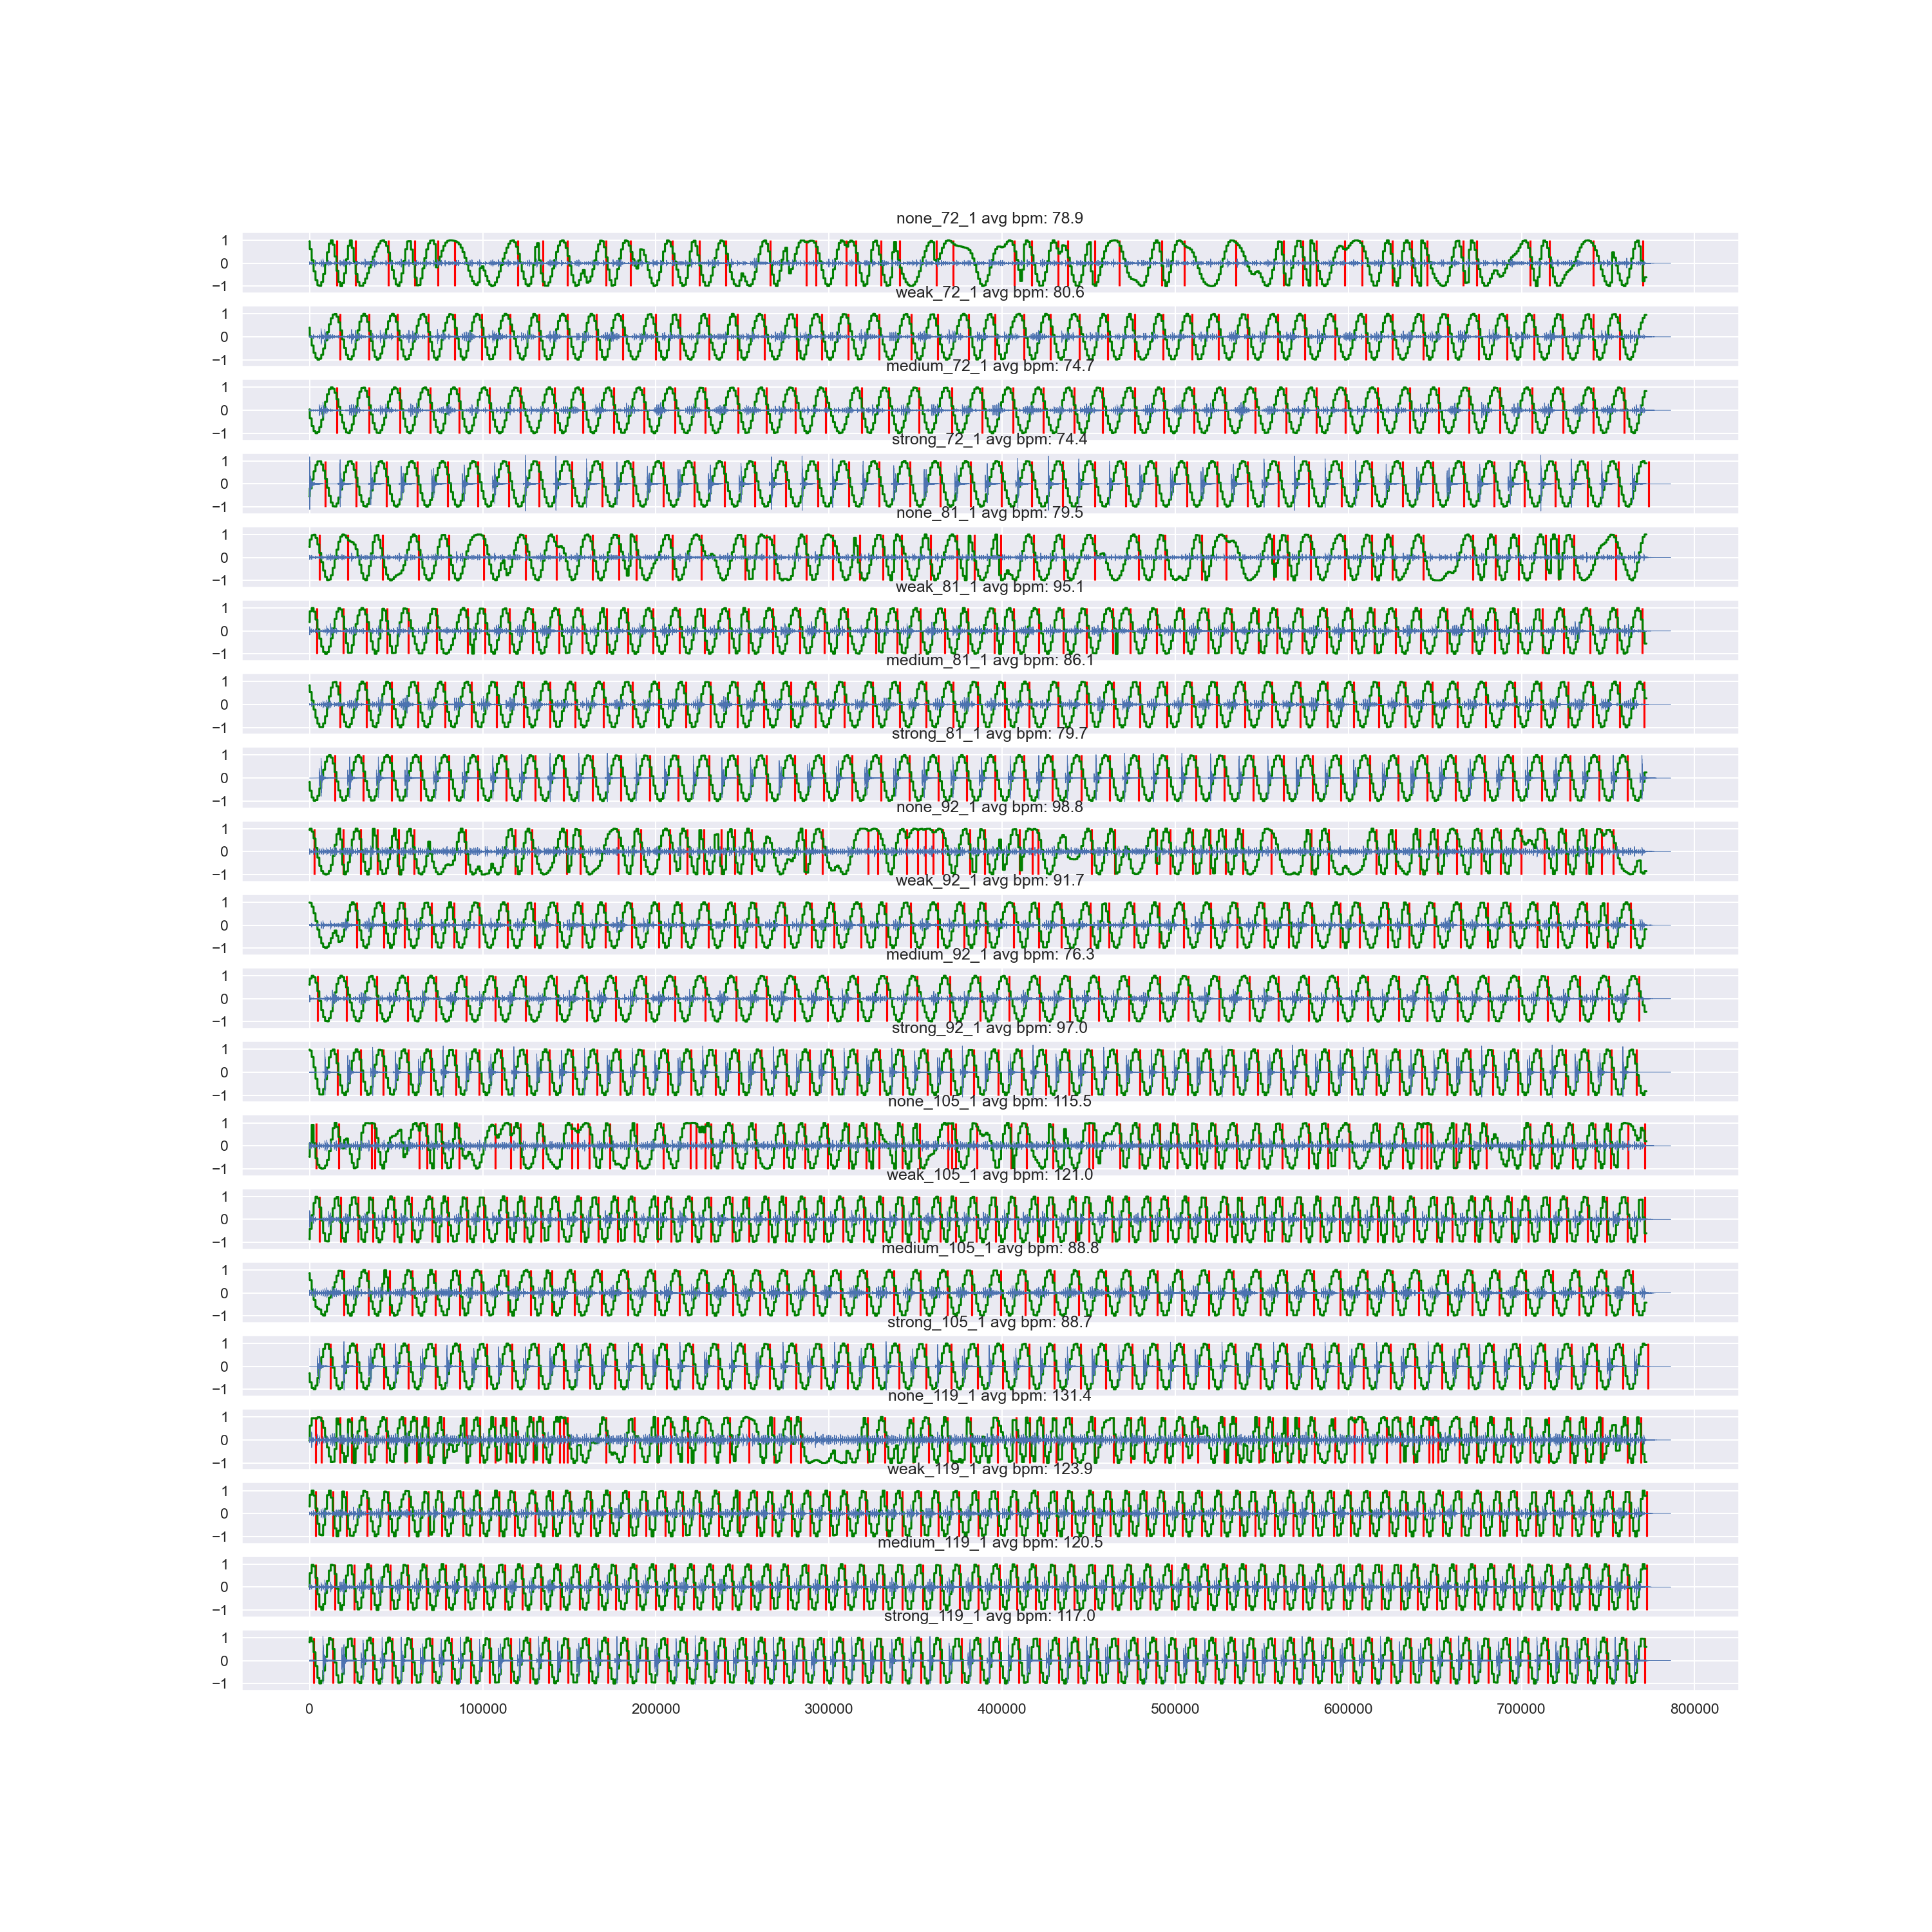 none_72_1 avg bpm: 78.9
1
0
−1
weak_72_1 avg bpm: 80.6
1
0
−1
medium_72_1 avg bpm: 74.7
1
0
−1
strong_72_1 avg bpm: 74.4
1
0
−1
none_81_1 avg bpm: 79.5
1
0
−1
weak_81_1 avg bpm: 95.1
1
0
−1
medium_81_1 avg bpm: 86.1
1
0
−1
strong_81_1 avg bpm: 79.7
1
0
−1
none_92_1 avg bpm: 98.8
1
0
−1
weak_92_1 avg bpm: 91.7
1
0
−1
medium_92_1 avg bpm: 76.3
1
0
−1
strong_92_1 avg bpm: 97.0
1
0
−1
none_105_1 avg bpm: 115.5
1
0
−1
weak_105_1 avg bpm: 121.0
1
0
−1
medium_105_1 avg bpm: 88.8
1
0
−1
strong_105_1 avg bpm: 88.7
1
0
−1
none_119_1 avg bpm: 131.4
1
0
−1
weak_119_1 avg bpm: 123.9
1
0
−1
medium_119_1 avg bpm: 120.5
1
0
−1
strong_119_1 avg bpm: 117.0
1
0
−1
0 100000 200000 300000 400000 500000 600000 700000 800000